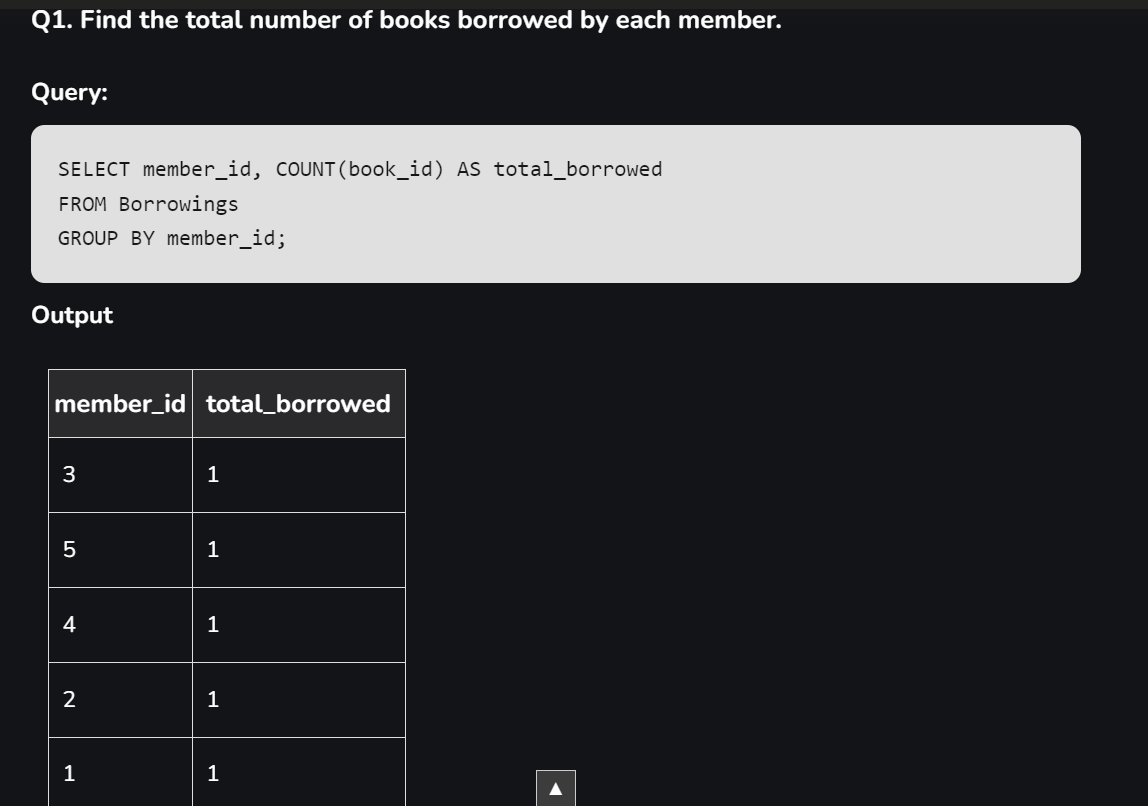 Q1. Find the total number of books borrowed by each member.
Query:
SELECT member_id, COUNT(book_id) AS total_borrowed
FROM Borrowings
GROUP BY member_id;
Output
member_id total_borrowed
3 1
5 1
4 1
2 1
1 1